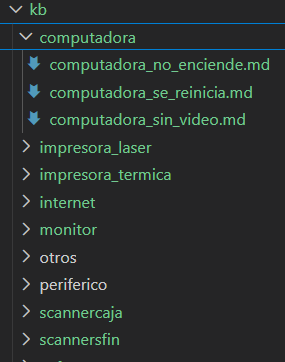 kb
computadora
computadora_no_enciende.md
computadora_se_reinicia.md
computadora_sin_video.md
impresora_laser
impresora_termica
internet
monitor
otros
periferico
scannercaja
scannersfin